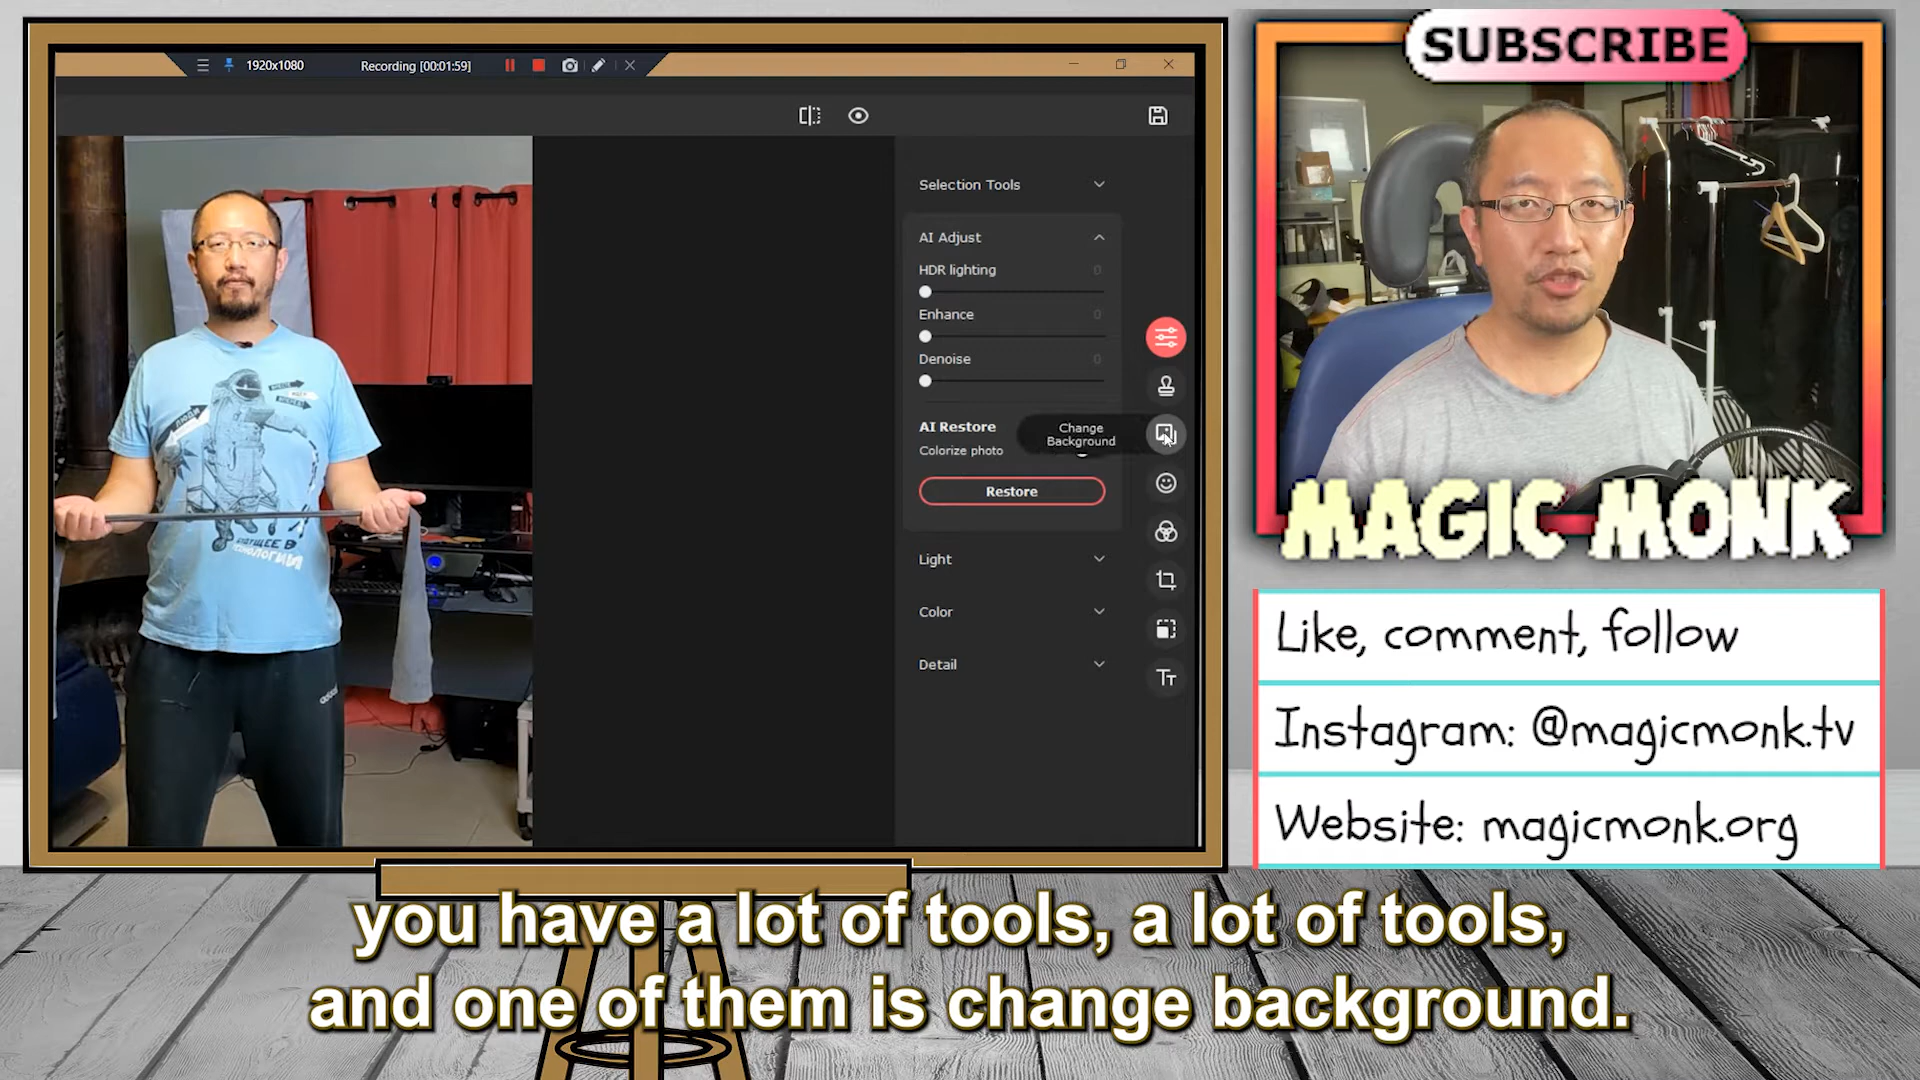 1920x1080
Recording [00:01:59]
Selection Tools
AI Adjust
HDR lighting 0
Enhance 0
Denoise 0
AI Restore
Change
Background
Colorize photo
Restore
Light
Color
Detail
Tт
adidas
SUBSCRIBE
MAGIC MONK
Like, comment, follow
Instagram: @magicmonk.tv
Website: magicmonk.org
you have a lot of tools, a lot of tools,
and one of them is change background.